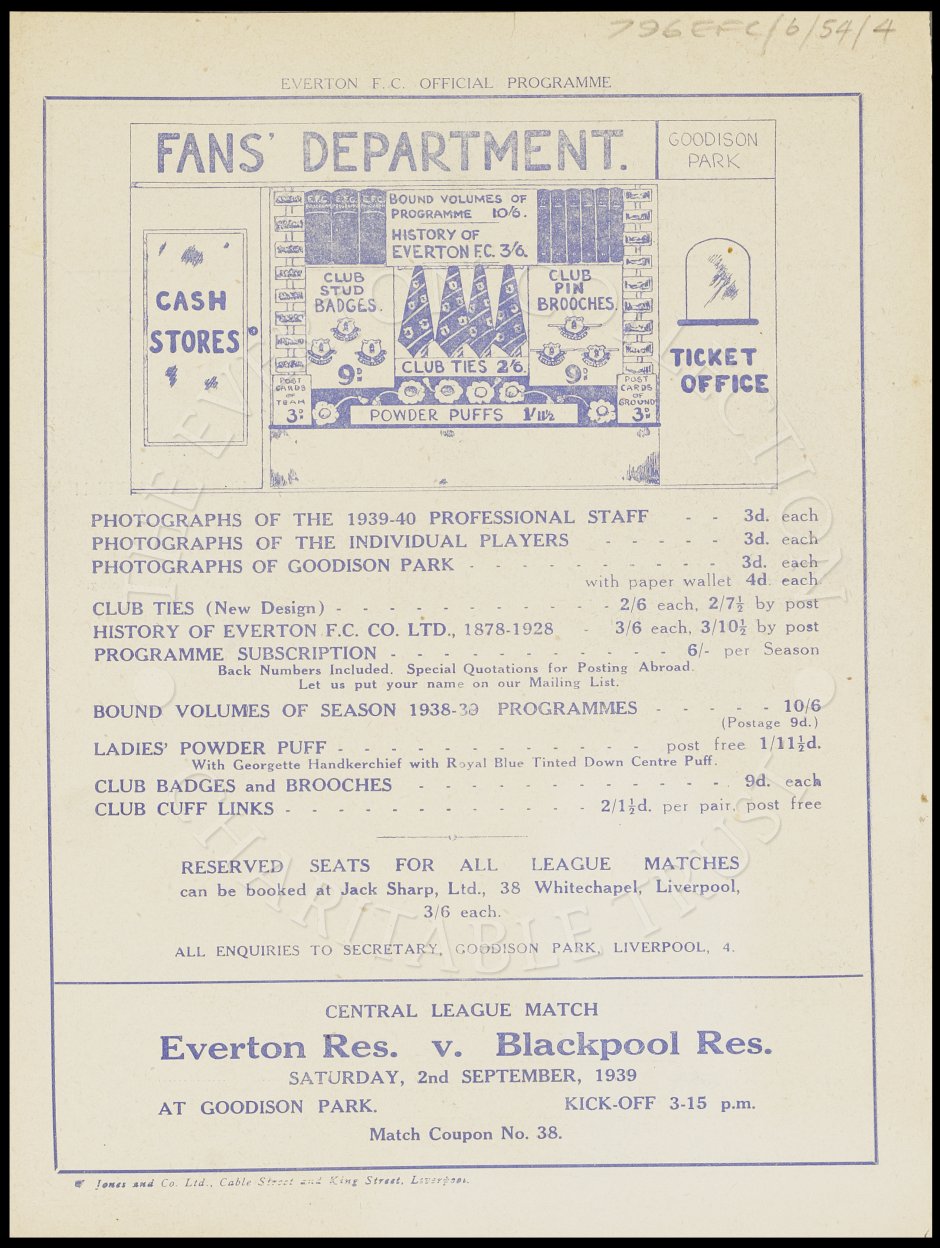 796EFC/6/54/4
EVERTON F.C. OFFICIAL PROGRAMME
FANS' DEPARTMENT.
GOODISON
PARK
E.F.C. E.F.C. E.F.C.
BOUND VOLUMES OF
PROGRAMME 10/6.
HISTORY OF
EVERTON F.C. 3/6.
CASH
STORES
CLUB
STUD
BADGES.
9D
CLUB
PIN
BROOCHES.
9D
CLUB TIES 2/6.
POST
CARDS
OF
TEAM
3D
POWDER PUFFS 1/11½
POST
CARDS
OF
GROUND
3D
TICKET
OFFICE
PHOTOGRAPHS OF THE 1939-40 PROFESSIONAL STAFF - - 3d. each
PHOTOGRAPHS OF THE INDIVIDUAL PLAYERS - - - - - 3d. each
PHOTOGRAPHS OF GOODISON PARK - - - - - - - - - - 3d. each
with paper wallet 4d. each
CLUB TIES (New Design) - - - - - - - - - - - - 2/6 each, 2/7½ by post
HISTORY OF EVERTON F.C. CO. LTD., 1878-1928 - 3/6 each, 3/10½ by post
PROGRAMME SUBSCRIPTION - - - - - - - - - - - - 6/- per Season
Back Numbers Included. Special Quotations for Posting Abroad.
Let us put your name on our Mailing List.
BOUND VOLUMES OF SEASON 1938-39 PROGRAMMES - - - - - 10/6
(Postage 9d.)
LADIES' POWDER PUFF - - - - - - - - - - - - post free 1/11½d.
With Georgette Handkerchief with Royal Blue Tinted Down Centre Puff.
CLUB BADGES and BROOCHES - - - - - - - - - - - - 9d. each
CLUB CUFF LINKS - - - - - - - - - - - - 2/1½d. per pair, post free
RESERVED SEATS FOR ALL LEAGUE MATCHES
can be booked at Jack Sharp, Ltd., 38 Whitechapel, Liverpool,
3/6 each.
ALL ENQUIRIES TO SECRETARY, GOODISON PARK, LIVERPOOL, 4.
CENTRAL LEAGUE MATCH
Everton Res. v. Blackpool Res.
SATURDAY, 2nd SEPTEMBER, 1939
AT GOODISON PARK. KICK-OFF 3-15 p.m.
Match Coupon No. 38.
Jones and Co. Ltd., Cable Street and King Street, Liverpool.
THE EVERTON COLLECTION
CHARITABLE TRUST